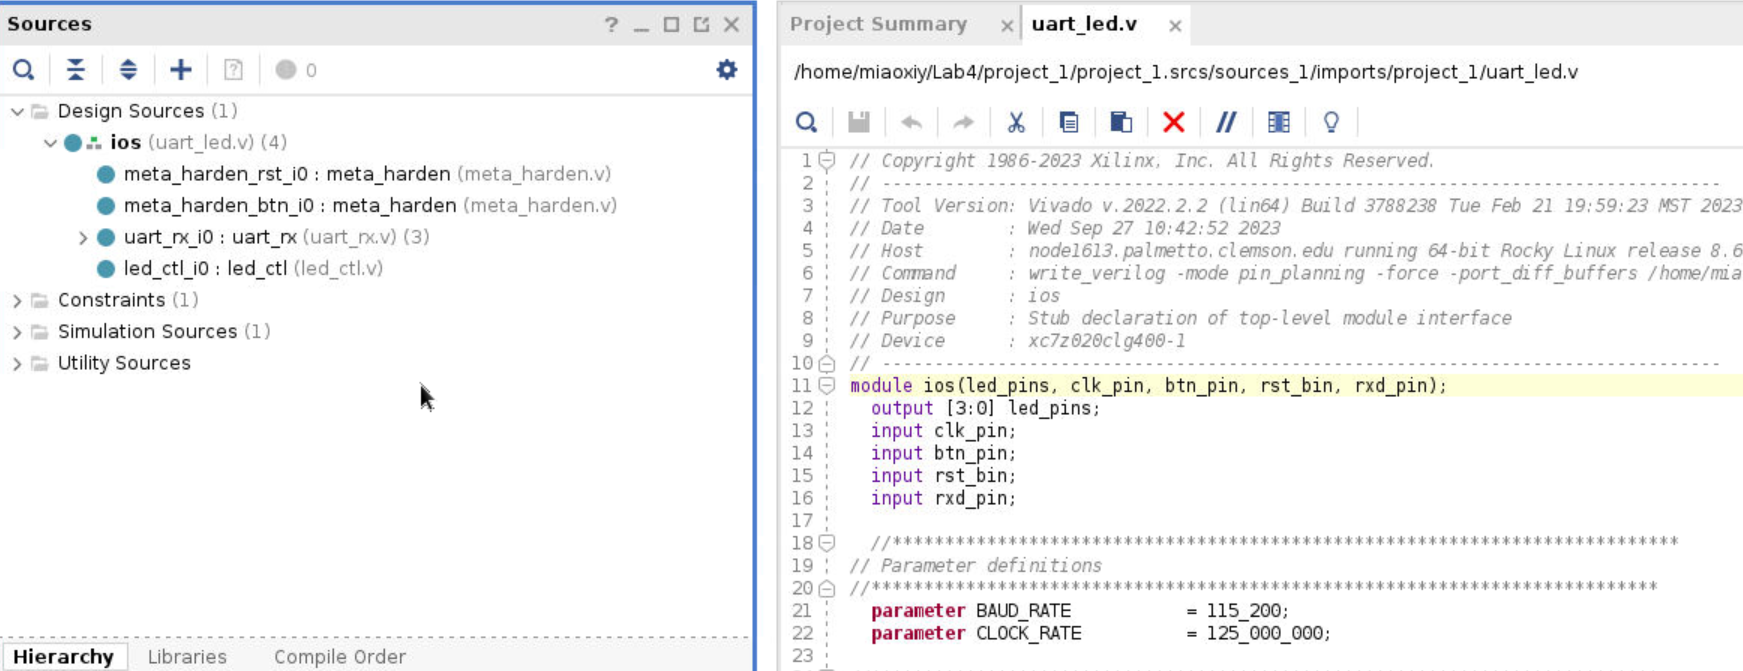 Sources
0
Design Sources (1)
ios (uart_led.v) (4)
meta_harden_rst_i0 : meta_harden (meta_harden.v)
meta_harden_btn_i0 : meta_harden (meta_harden.v)
uart_rx_i0 : uart_rx (uart_rx.v) (3)
led_ctl_i0 : led_ctl (led_ctl.v)
Constraints (1)
Simulation Sources (1)
Utility Sources
Hierarchy Libraries Compile Order
Project Summary uart_led.v
/home/miaoxiy/Lab4/project_1/project_1.srcs/sources_1/imports/project_1/uart_led.v
1 // Copyright 1986-2023 Xilinx, Inc. All Rights Reserved.
2 // --------------------------------------------------------------------------------
3 // Tool Version: Vivado v.2022.2.2 (lin64) Build 3788238 Tue Feb 21 19:59:23 MST 2023
4 // Date : Wed Sep 27 10:42:52 2023
5 // Host : node1613.palmetto.clemson.edu running 64-bit Rocky Linux release 8.6
6 // Command : write_verilog -mode pin_planning -force -port_diff_buffers /home/mia
7 // Design : ios
8 // Purpose : Stub declaration of top-level module interface
9 // Device : xc7z020clg400-1
10 // --------------------------------------------------------------------------------
11 module ios(led_pins, clk_pin, btn_pin, rst_bin, rxd_pin);
12 output [3:0] led_pins;
13 input clk_pin;
14 input btn_pin;
15 input rst_bin;
16 input rxd_pin;
17
18 //***************************************************************************
19 // Parameter definitions
20 //***************************************************************************
21 parameter BAUD_RATE = 115_200;
22 parameter CLOCK_RATE = 125_000_000;
23